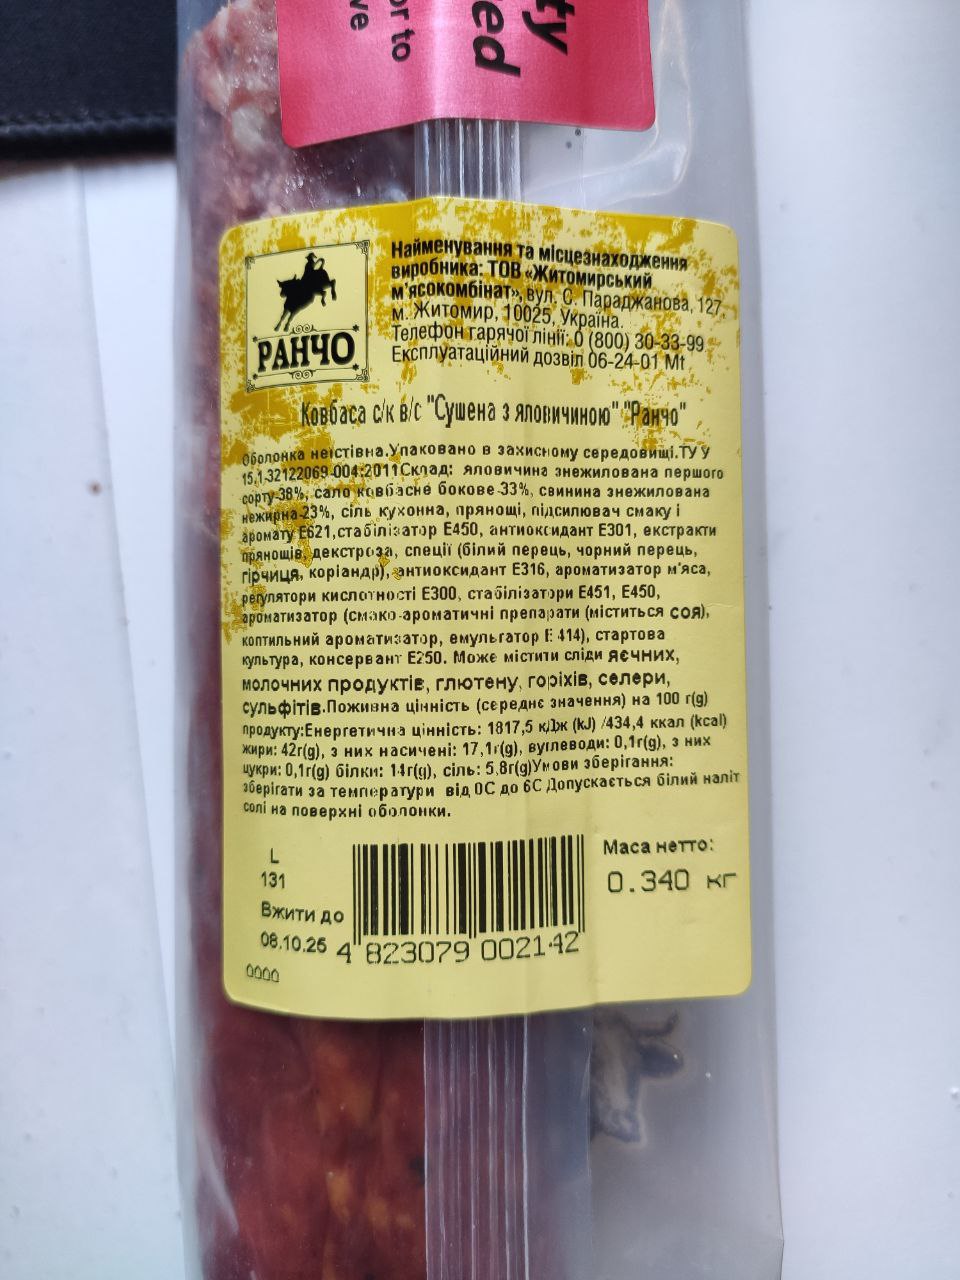 ty
ed
or to
ve
РАНЧО
Найменування та місцезнаходження
виробника: ТОВ «Житомирський
м'ясокомбінат», вул. С. Параджанова, 127,
м. Житомир, 10025, Україна.
Телефон гарячої лінії: 0 (800) 30-33-99
Експлуатаційний дозвіл 06-24-01 Mt
Ковбаса с/к в/с "Сушена з яловичиною" "Ранчо"
Оболонка неїстівна.Упаковано в захисному середовищі.ТУ У
15.1-32122069-004:2011Склад: яловичина знежилована першого
сорту-38%, сало ковбасне бокове-33%, свинина знежилована
нежирна-23%, сіль кухонна, прянощі, підсилювач смаку і
аромату Е621,стабілізатор Е450, антиоксидант Е301, екстракти
прянощів, декстроза, спеції (білий перець, чорний перець,
гірчиця, коріандр), антиоксидант Е316, ароматизатор м'яса,
регулятори кислотності Е300, стабілізатори Е451, Е450,
ароматизатор (смако-ароматичні препарати (міститься соя),
коптильний ароматизатор, емульгатор Е 414), стартова
культура, консервант Е250. Може містити сліди яєчних,
молочних продуктів, глютену, горіхів, селери,
сульфітів.Поживна цінність (середнє значення) на 100 г(g)
продукту:Енергетична цінність: 1817,5 кДж (kJ) /434,4 ккал (kcal)
жири: 42г(g), з них насичені: 17,1г(g), вуглеводи: 0,1г(g), з них
цукри: 0,1г(g) білки: 14г(g), сіль: 5,8г(g)Умови зберігання:
зберігати за температури від 0С до 6С Допускається білий наліт
солі на поверхні оболонки.
L
131
Вжити до
08.10.25
0000
4 823079 002142
Маса нетто:
0.340 кг